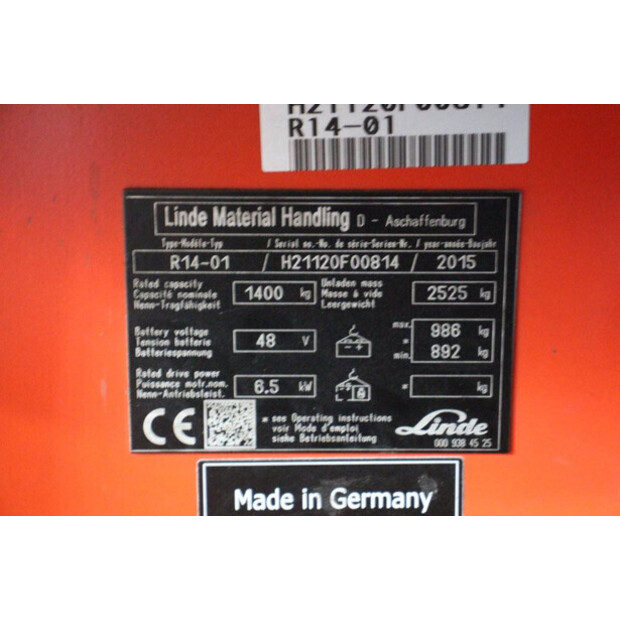 H21120F00814
R14-01
Linde Material Handling D - Aschaffenburg
Type-Modèle-Typ / Serial no.-No. de série-Serien-Nr. / year-année-Baujahr
R14-01 / H21120F00814 / 2015
Rated capacity
Capacité nominale
Nenn-Tragfähigkeit
1400 kg
Unladen mass
Masse à vide
Leergewicht
2525 kg
Battery voltage
Tension batterie
Batteriespannung
48 V
max. 986 kg
min. 892 kg
Rated drive power
Puissance motr.nom.
Nenn-Antriebsleist.
6.5 kW
kg
CE
= see Operating instructions
voir Mode d'emploi
siehe Betriebsanleitung
Linde
000 938 45 25
Made in Germany